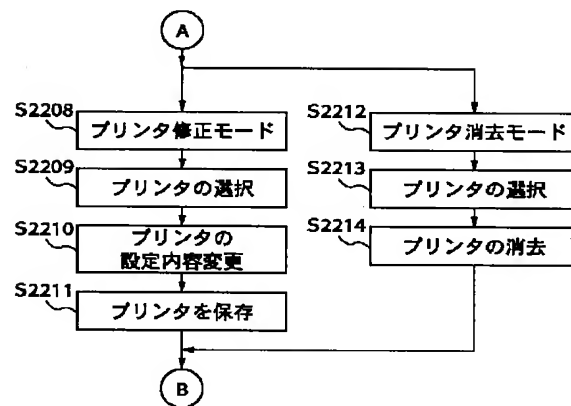 A
S2208
プリンタ修正モード
S2209
プリンタの選択
S2210
プリンタの
設定内容変更
S2211
プリンタを保存
S2212
プリンタ消去モード
S2213
プリンタの選択
S2214
プリンタの消去
B